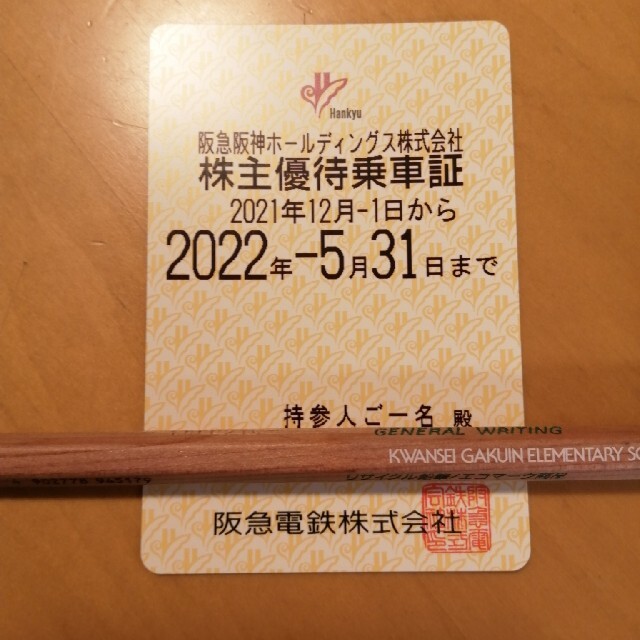 Hankyu
阪急阪神ホールディングス株式会社
株主優待乗車証
2021年12月-1日から
2022年-5月31日まで
持参人ご一名 殿
GENERAL WRITING
KWANSEI GAKUIN ELEMENTARY SC
4 902778 943175
阪急電鉄株式会社